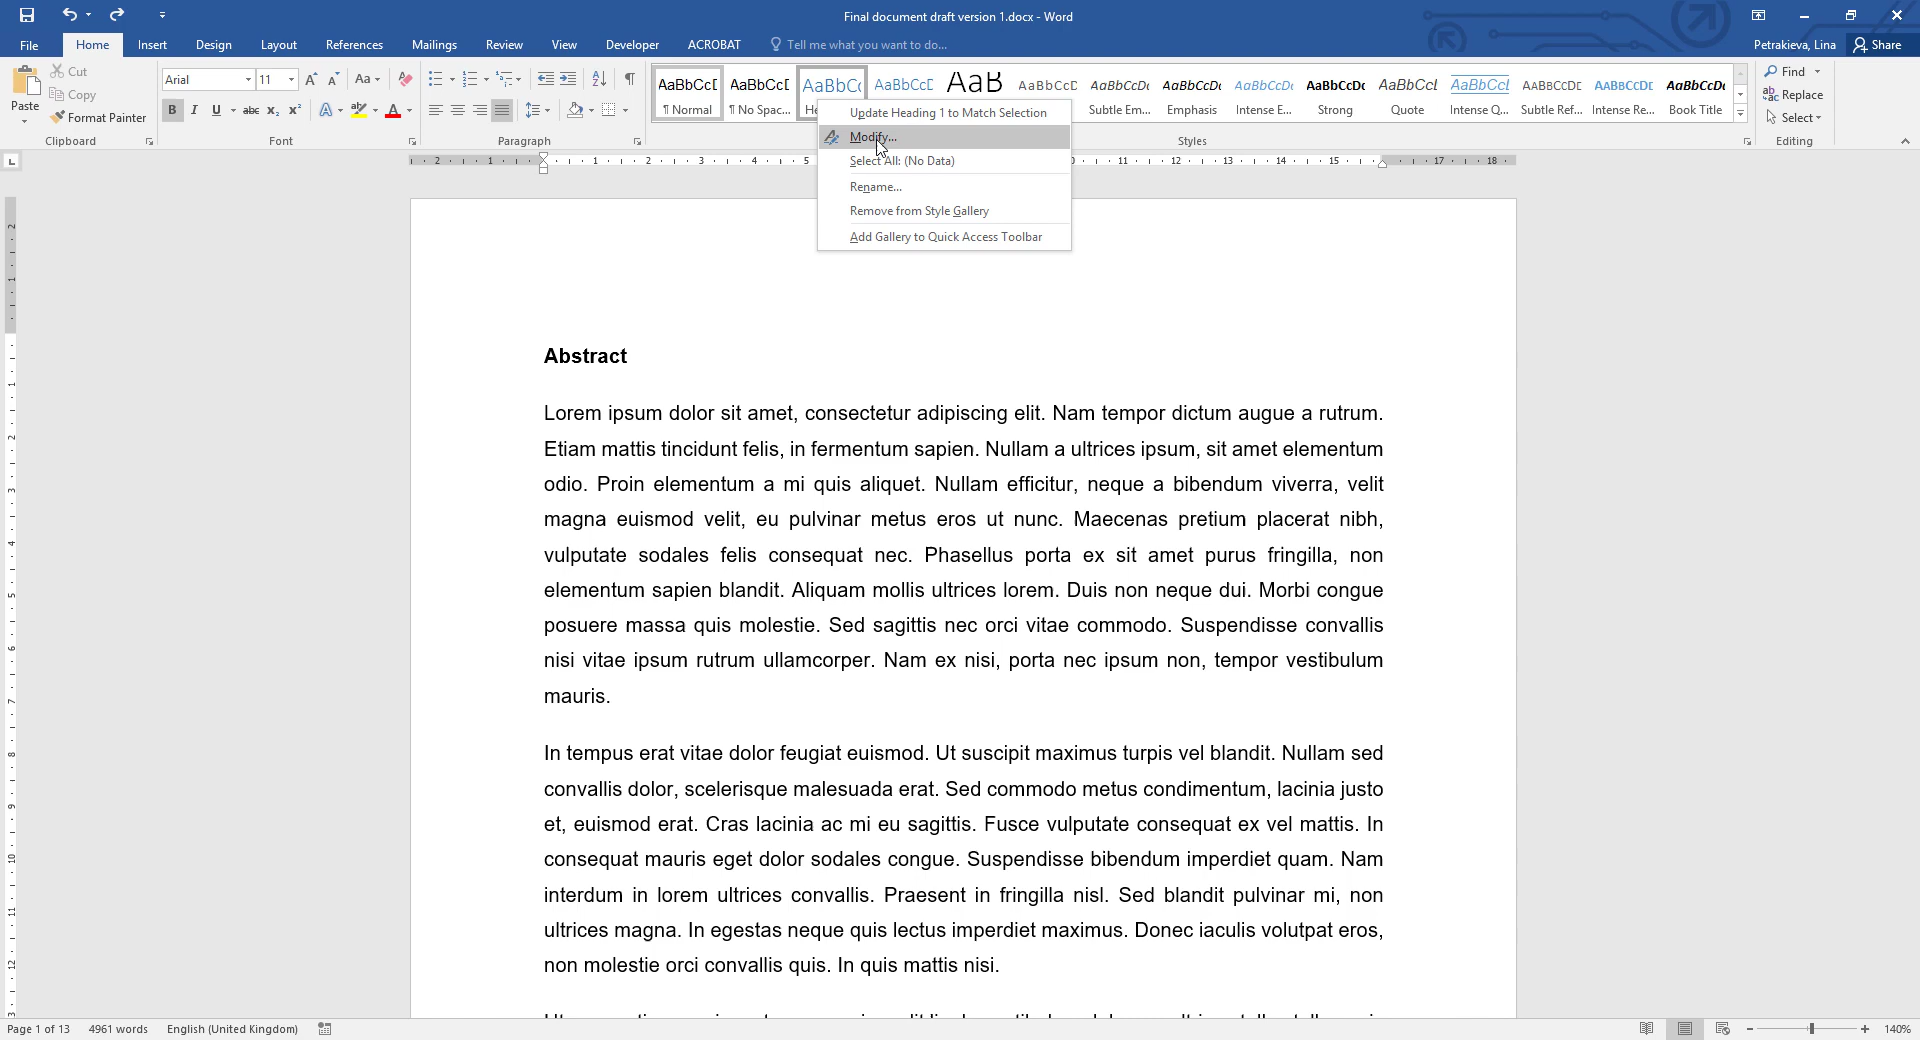 Final document draft version 1.docx - Word
File Home Insert Design Layout References Mailings Review View Developer ACROBAT Tell me what you want to do... Petrakieva, Lina Share
Paste
Cut
Copy
Format Painter
Clipboard
Arial 11
Font
Paragraph
AaBbCcI AaBbCcI AaBbC AaBbCcC AaB AaBbCcD AaBbCcDc AaBbCcDc AaBbCcDc AaBbCcDc AaBbCcI AaBbCcI AABBCCDE AABBCCDE AaBbCcDc
¶ Normal ¶ No Spac... He Subtle Em... Emphasis Intense E... Strong Quote Intense Q... Subtle Ref... Intense Re... Book Title
Styles
Find
Replace
Select
Editing
Update Heading 1 to Match Selection
Modify...
Select All: (No Data)
Rename...
Remove from Style Gallery
Add Gallery to Quick Access Toolbar
Abstract
Lorem ipsum dolor sit amet, consectetur adipiscing elit. Nam tempor dictum augue a rutrum.
Etiam mattis tincidunt felis, in fermentum sapien. Nullam a ultrices ipsum, sit amet elementum
odio. Proin elementum a mi quis aliquet. Nullam efficitur, neque a bibendum viverra, velit
magna euismod velit, eu pulvinar metus eros ut nunc. Maecenas pretium placerat nibh,
vulputate sodales felis consequat nec. Phasellus porta ex sit amet purus fringilla, non
elementum sapien blandit. Aliquam mollis ultrices lorem. Duis non neque dui. Morbi congue
posuere massa quis molestie. Sed sagittis nec orci vitae commodo. Suspendisse convallis
nisi vitae ipsum rutrum ullamcorper. Nam ex nisi, porta nec ipsum non, tempor vestibulum
mauris.
In tempus erat vitae dolor feugiat euismod. Ut suscipit maximus turpis vel blandit. Nullam sed
convallis dolor, scelerisque malesuada erat. Sed commodo metus condimentum, lacinia justo
et, euismod erat. Cras lacinia ac mi eu sagittis. Fusce vulputate consequat ex vel mattis. In
consequat mauris eget dolor sodales congue. Suspendisse bibendum imperdiet quam. Nam
interdum in lorem ultrices convallis. Praesent in fringilla nisl. Sed blandit pulvinar mi, non
ultrices magna. In egestas neque quis lectus imperdiet maximus. Donec iaculis volutpat eros,
non molestie orci convallis quis. In quis mattis nisi.
Page 1 of 13 4961 words English (United Kingdom) 140%